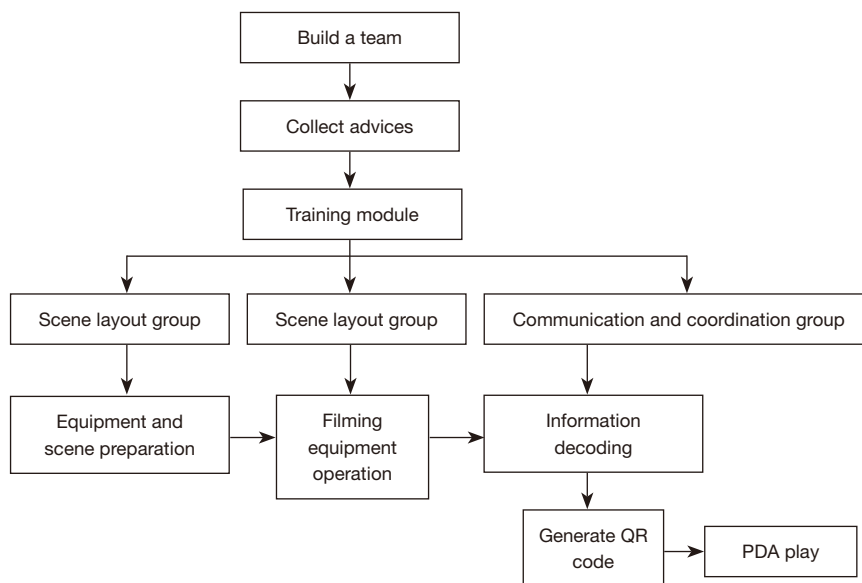 Build a team
Collect advices
Training module
Scene layout group
Scene layout group
Communication and coordination group
Equipment and
scene preparation
Filming
equipment
operation
Information
decoding
Generate QR
code
PDA play